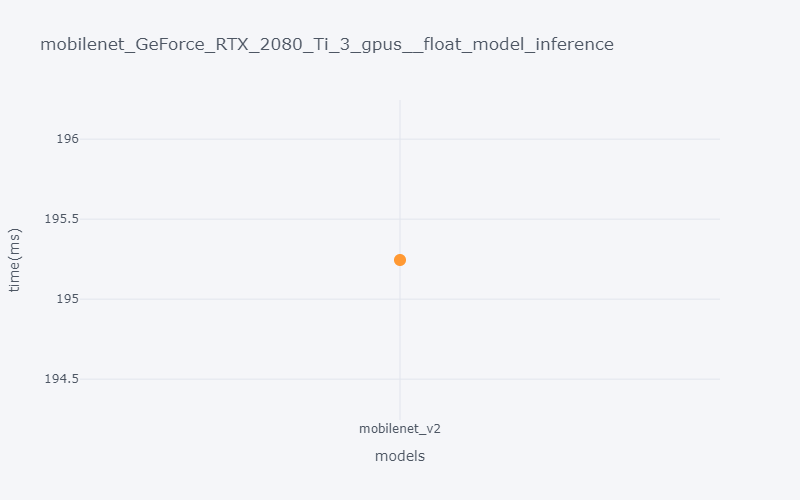 mobilenet_GeForce_RTX_2080_Ti_3_gpus__float_model_inference
196
195.5
195
194.5
time(ms)
mobilenet_v2
models